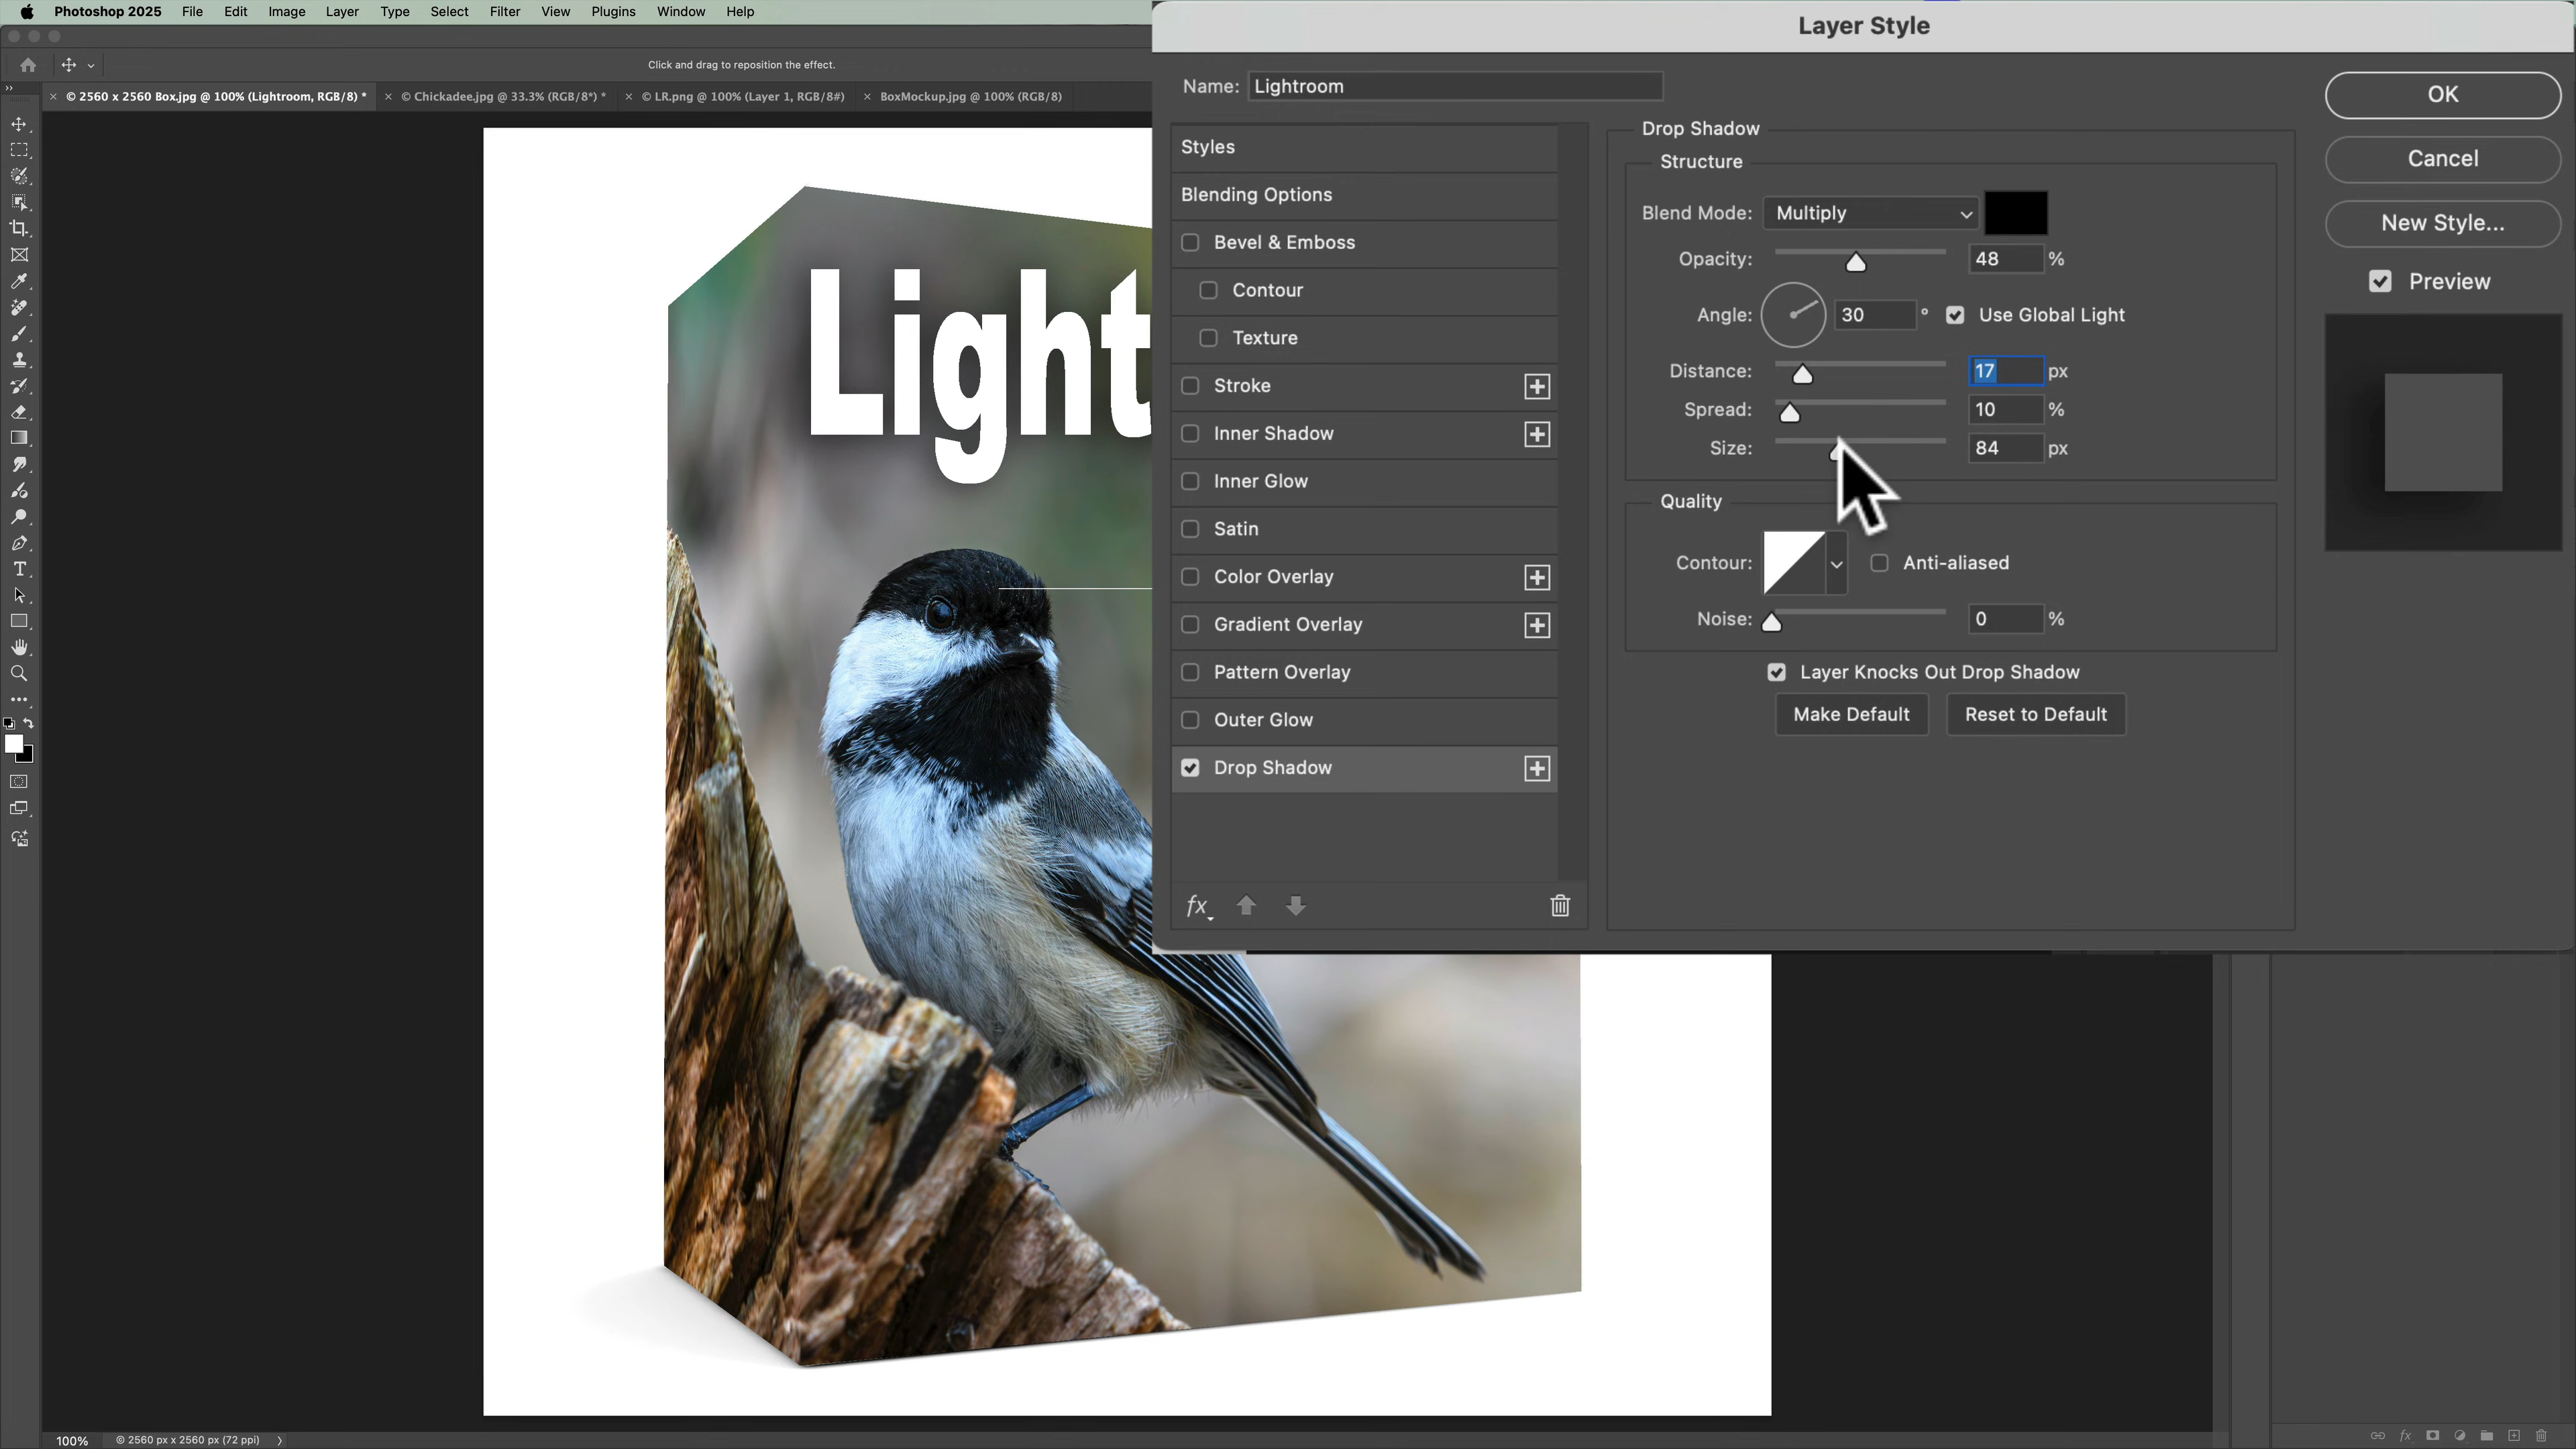 Photoshop 2025 File Edit Image Layer Type Select Filter View Plugins Window Help
Click and drag to reposition the effect.
© 2560 x 2560 Box.jpg @ 100% (Lightroom, RGB/8) * © Chickadee.jpg @ 33.3% (RGB/8*) * © LR.png @ 100% (Layer 1, RGB/8#) BoxMockup.jpg @ 100% (RGB/8)
Light
Layer Style
Name: Lightroom
Styles
Blending Options
Bevel & Emboss
Contour
Texture
Stroke
Inner Shadow
Inner Glow
Satin
Color Overlay
Gradient Overlay
Pattern Overlay
Outer Glow
Drop Shadow
fx
Drop Shadow
Structure
Blend Mode: Multiply
Opacity: 48 %
Angle: 30 ° Use Global Light
Distance: 17 px
Spread: 10 %
Size: 84 px
Quality
Contour: Anti-aliased
Noise: 0 %
Layer Knocks Out Drop Shadow
Make Default Reset to Default
OK
Cancel
New Style...
Preview
100% © 2560 px x 2560 px (72 ppi)
fx